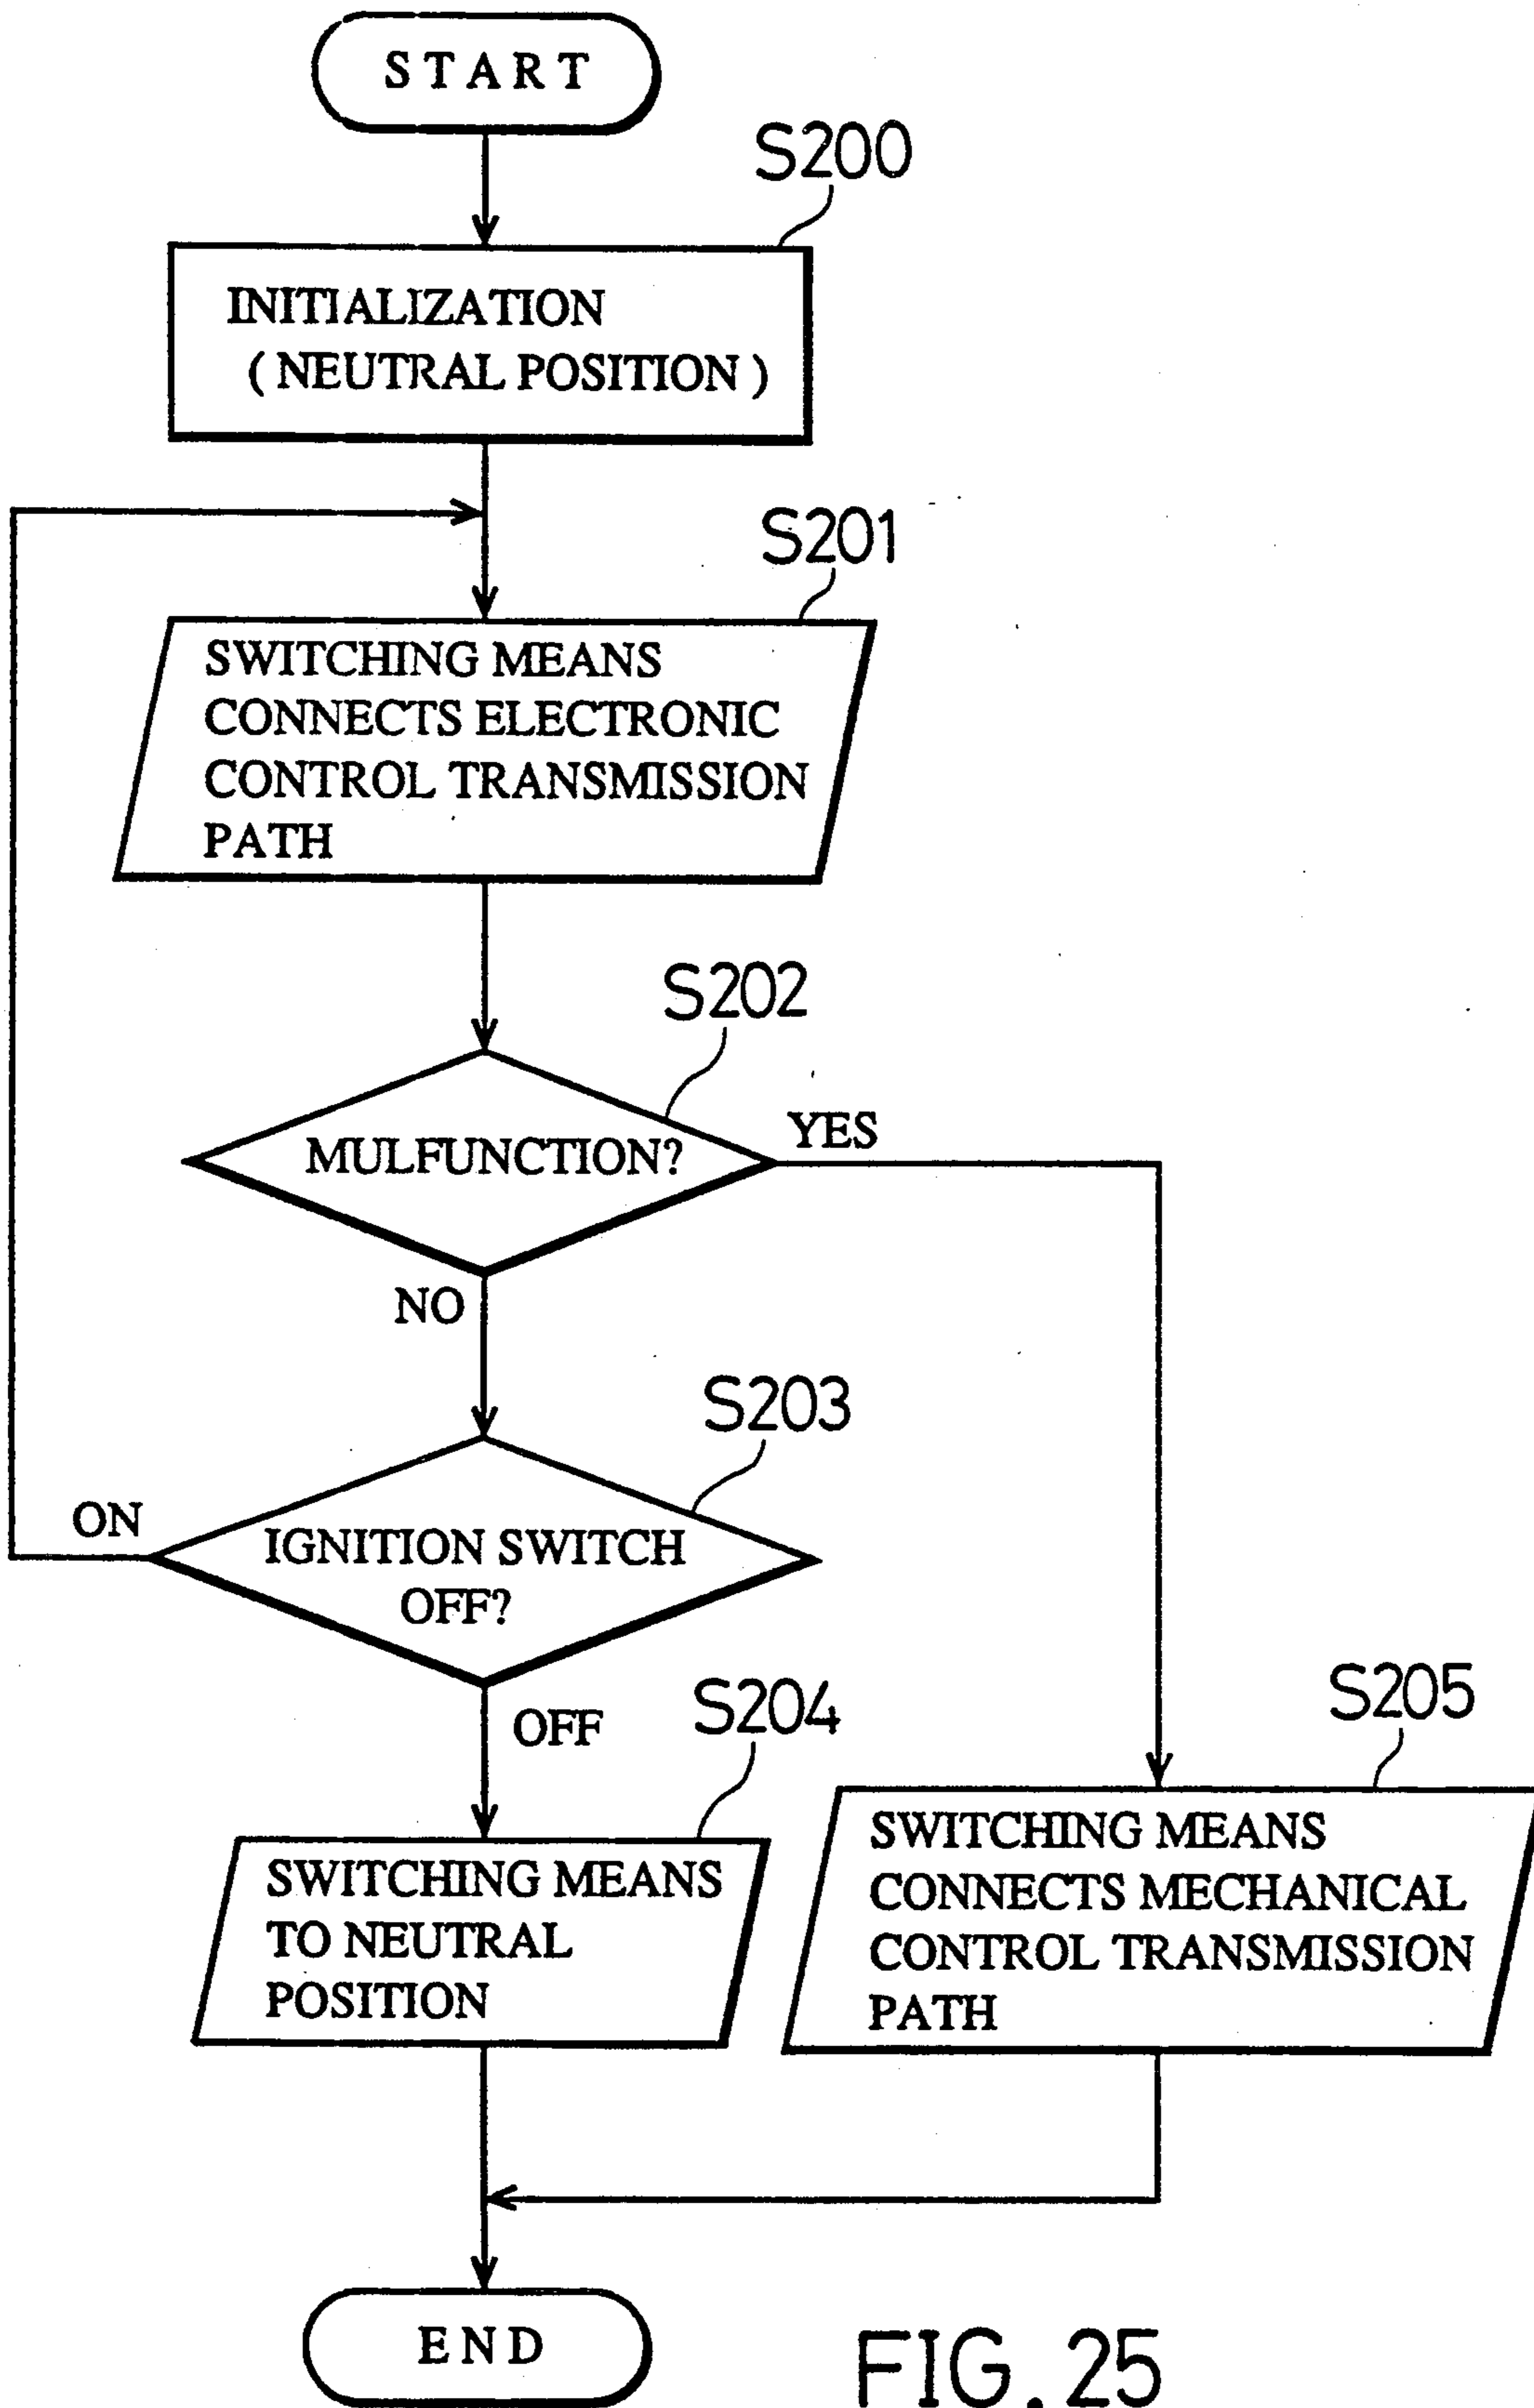 START
S200
INITIALIZATION
( NEUTRAL POSITION )
S201
SWITCHING MEANS
CONNECTS ELECTRONIC
CONTROL TRANSMISSION
PATH
S202
MULFUNCTION?
YES
NO
S203
ON
IGNITION SWITCH
OFF?
OFF
S204
SWITCHING MEANS
TO NEUTRAL
POSITION
S205
SWITCHING MEANS
CONNECTS MECHANICAL
CONTROL TRANSMISSION
PATH
END
FIG. 25